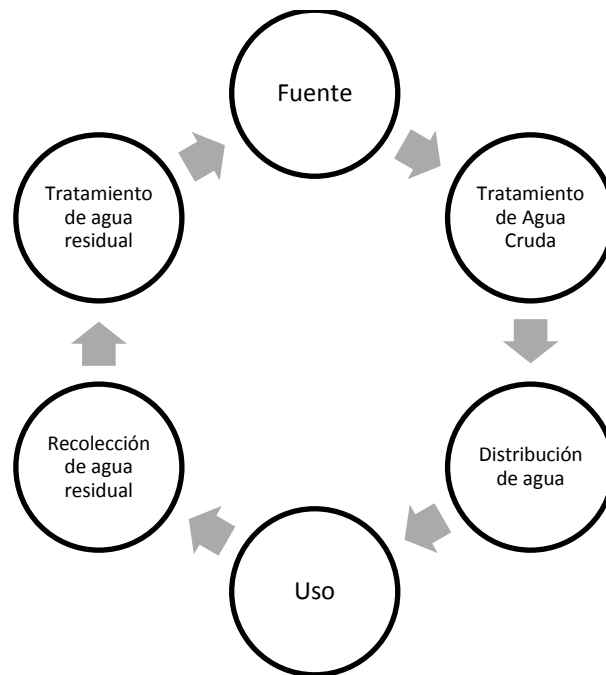 Fuente
Tratamiento
de Agua
Cruda
Distribución
de agua
Uso
Recolección
de agua
residual
Tratamiento
de agua
residual